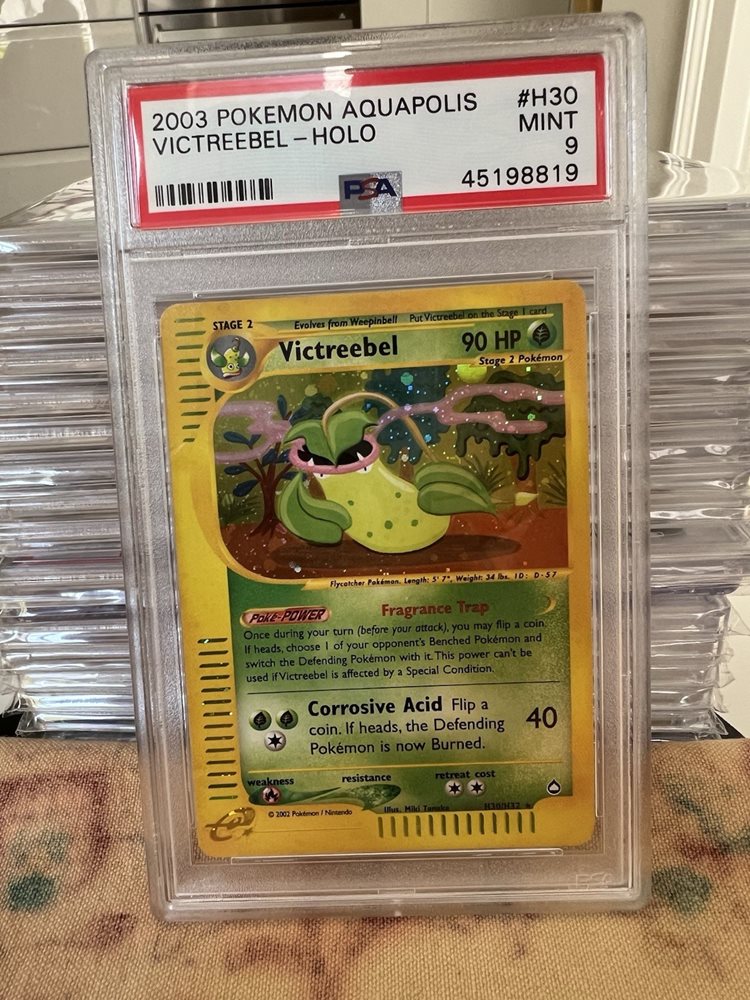 2003 POKEMON AQUAPOLIS #H30
VICTREEBEL - HOLO MINT
9
PSA 45198819
STAGE 2 Evolves from Weepinbell Put Victreebel on the Stage 1 card
Victreebel 90 HP
Stage 2 Pokémon
Flycatcher Pokémon. Length: 5' 7", Weight: 34 lbs. ID: D-57
Poké-POWER Fragrance Trap
Once during your turn (before your attack), you may flip a coin.
If heads, choose 1 of your opponent's Benched Pokémon and
switch the Defending Pokémon with it. This power can't be
used if Victreebel is affected by a Special Condition.
Corrosive Acid Flip a
coin. If heads, the Defending 40
Pokémon is now Burned.
weakness resistance retreat cost
Illus. Miki Tanaka H30/H32
© 2002 Pokémon / Nintendo
e
PSA